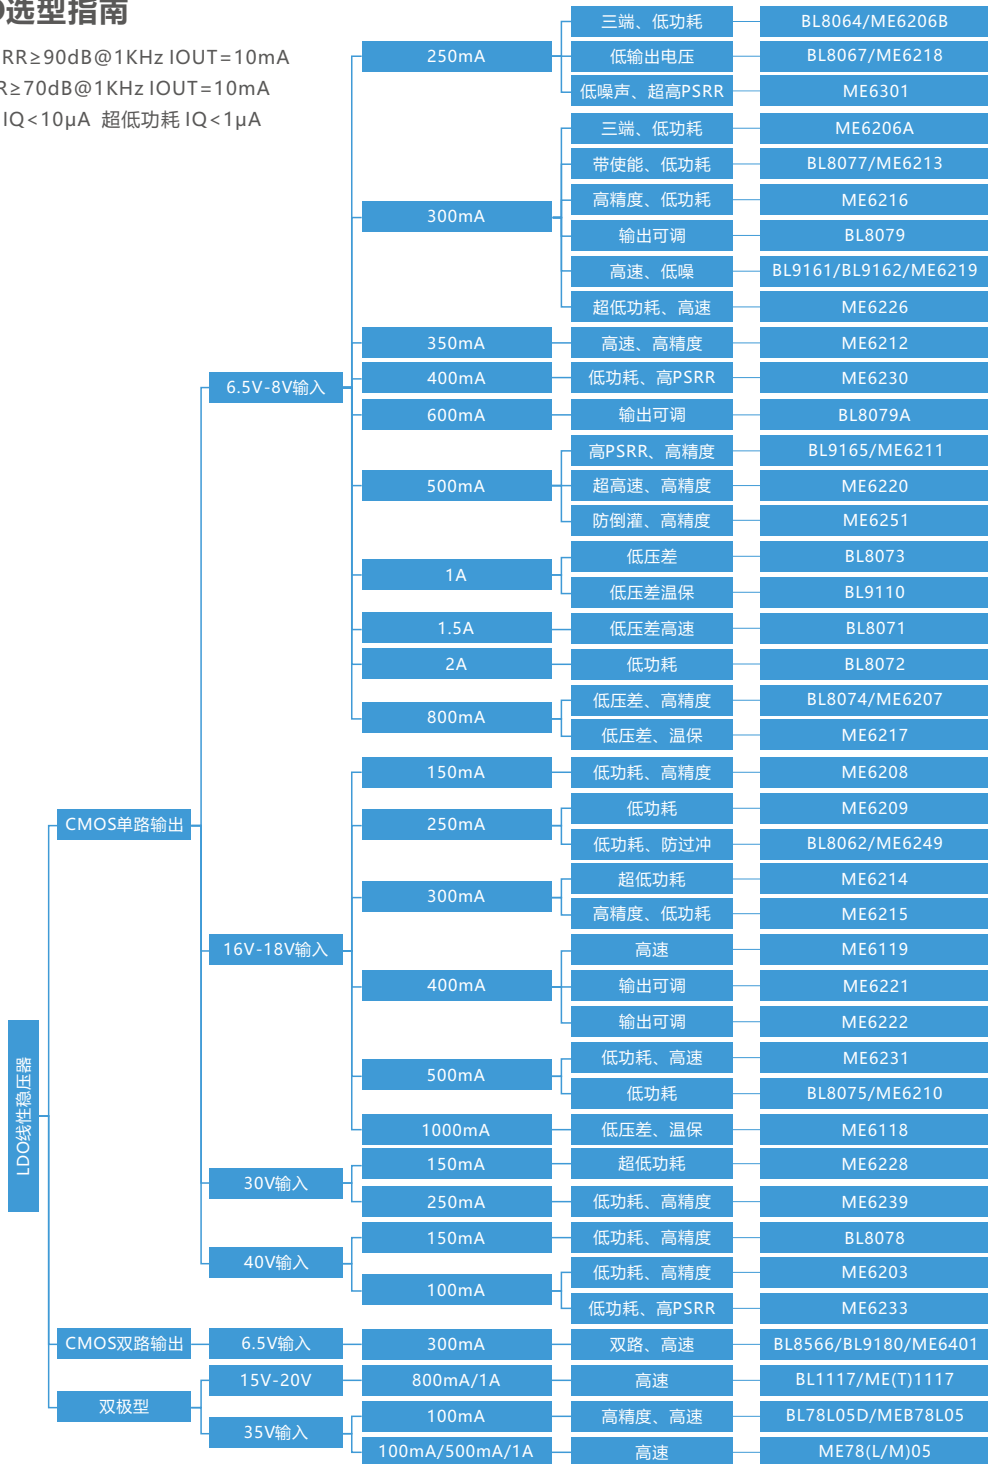 选型指南
RR≥90dB@1KHz IOUT=10mA
R≥70dB@1KHz IOUT=10mA
IQ<10μA 超低功耗 IQ<1μA
LDO线性稳压器
CMOS单路输出
6.5V-8V输入
250mA
三端、低功耗
BL8064/ME6206B
低输出电压
BL8067/ME6218
低噪声、超高PSRR
ME6301
300mA
三端、低功耗
ME6206A
带使能、低功耗
BL8077/ME6213
高精度、低功耗
ME6216
输出可调
BL8079
高速、低噪
BL9161/BL9162/ME6219
超低功耗、高速
ME6226
350mA
高速、高精度
ME6212
400mA
低功耗、高PSRR
ME6230
600mA
输出可调
BL8079A
500mA
高PSRR、高精度
BL9165/ME6211
超高速、高精度
ME6220
防倒灌、高精度
ME6251
1A
低压差
BL8073
低压差温保
BL9110
1.5A
低压差高速
BL8071
2A
低功耗
BL8072
800mA
低压差、高精度
BL8074/ME6207
低压差、温保
ME6217
16V-18V输入
150mA
低功耗、高精度
ME6208
250mA
低功耗
ME6209
低功耗、防过冲
BL8062/ME6249
300mA
超低功耗
ME6214
高精度、低功耗
ME6215
400mA
高速
ME6119
输出可调
ME6221
输出可调
ME6222
500mA
低功耗、高速
ME6231
低功耗
BL8075/ME6210
1000mA
低压差、温保
ME6118
30V输入
150mA
超低功耗
ME6228
250mA
低功耗、高精度
ME6239
40V输入
150mA
低功耗、高精度
BL8078
100mA
低功耗、高精度
ME6203
低功耗、高PSRR
ME6233
CMOS双路输出
6.5V输入
300mA
双路、高速
BL8566/BL9180/ME6401
双极型
15V-20V
800mA/1A
高速
BL1117/ME(T)1117
35V输入
100mA
高精度、高速
BL78L05D/MEB78L05
100mA/500mA/1A
高速
ME78(L/M)05